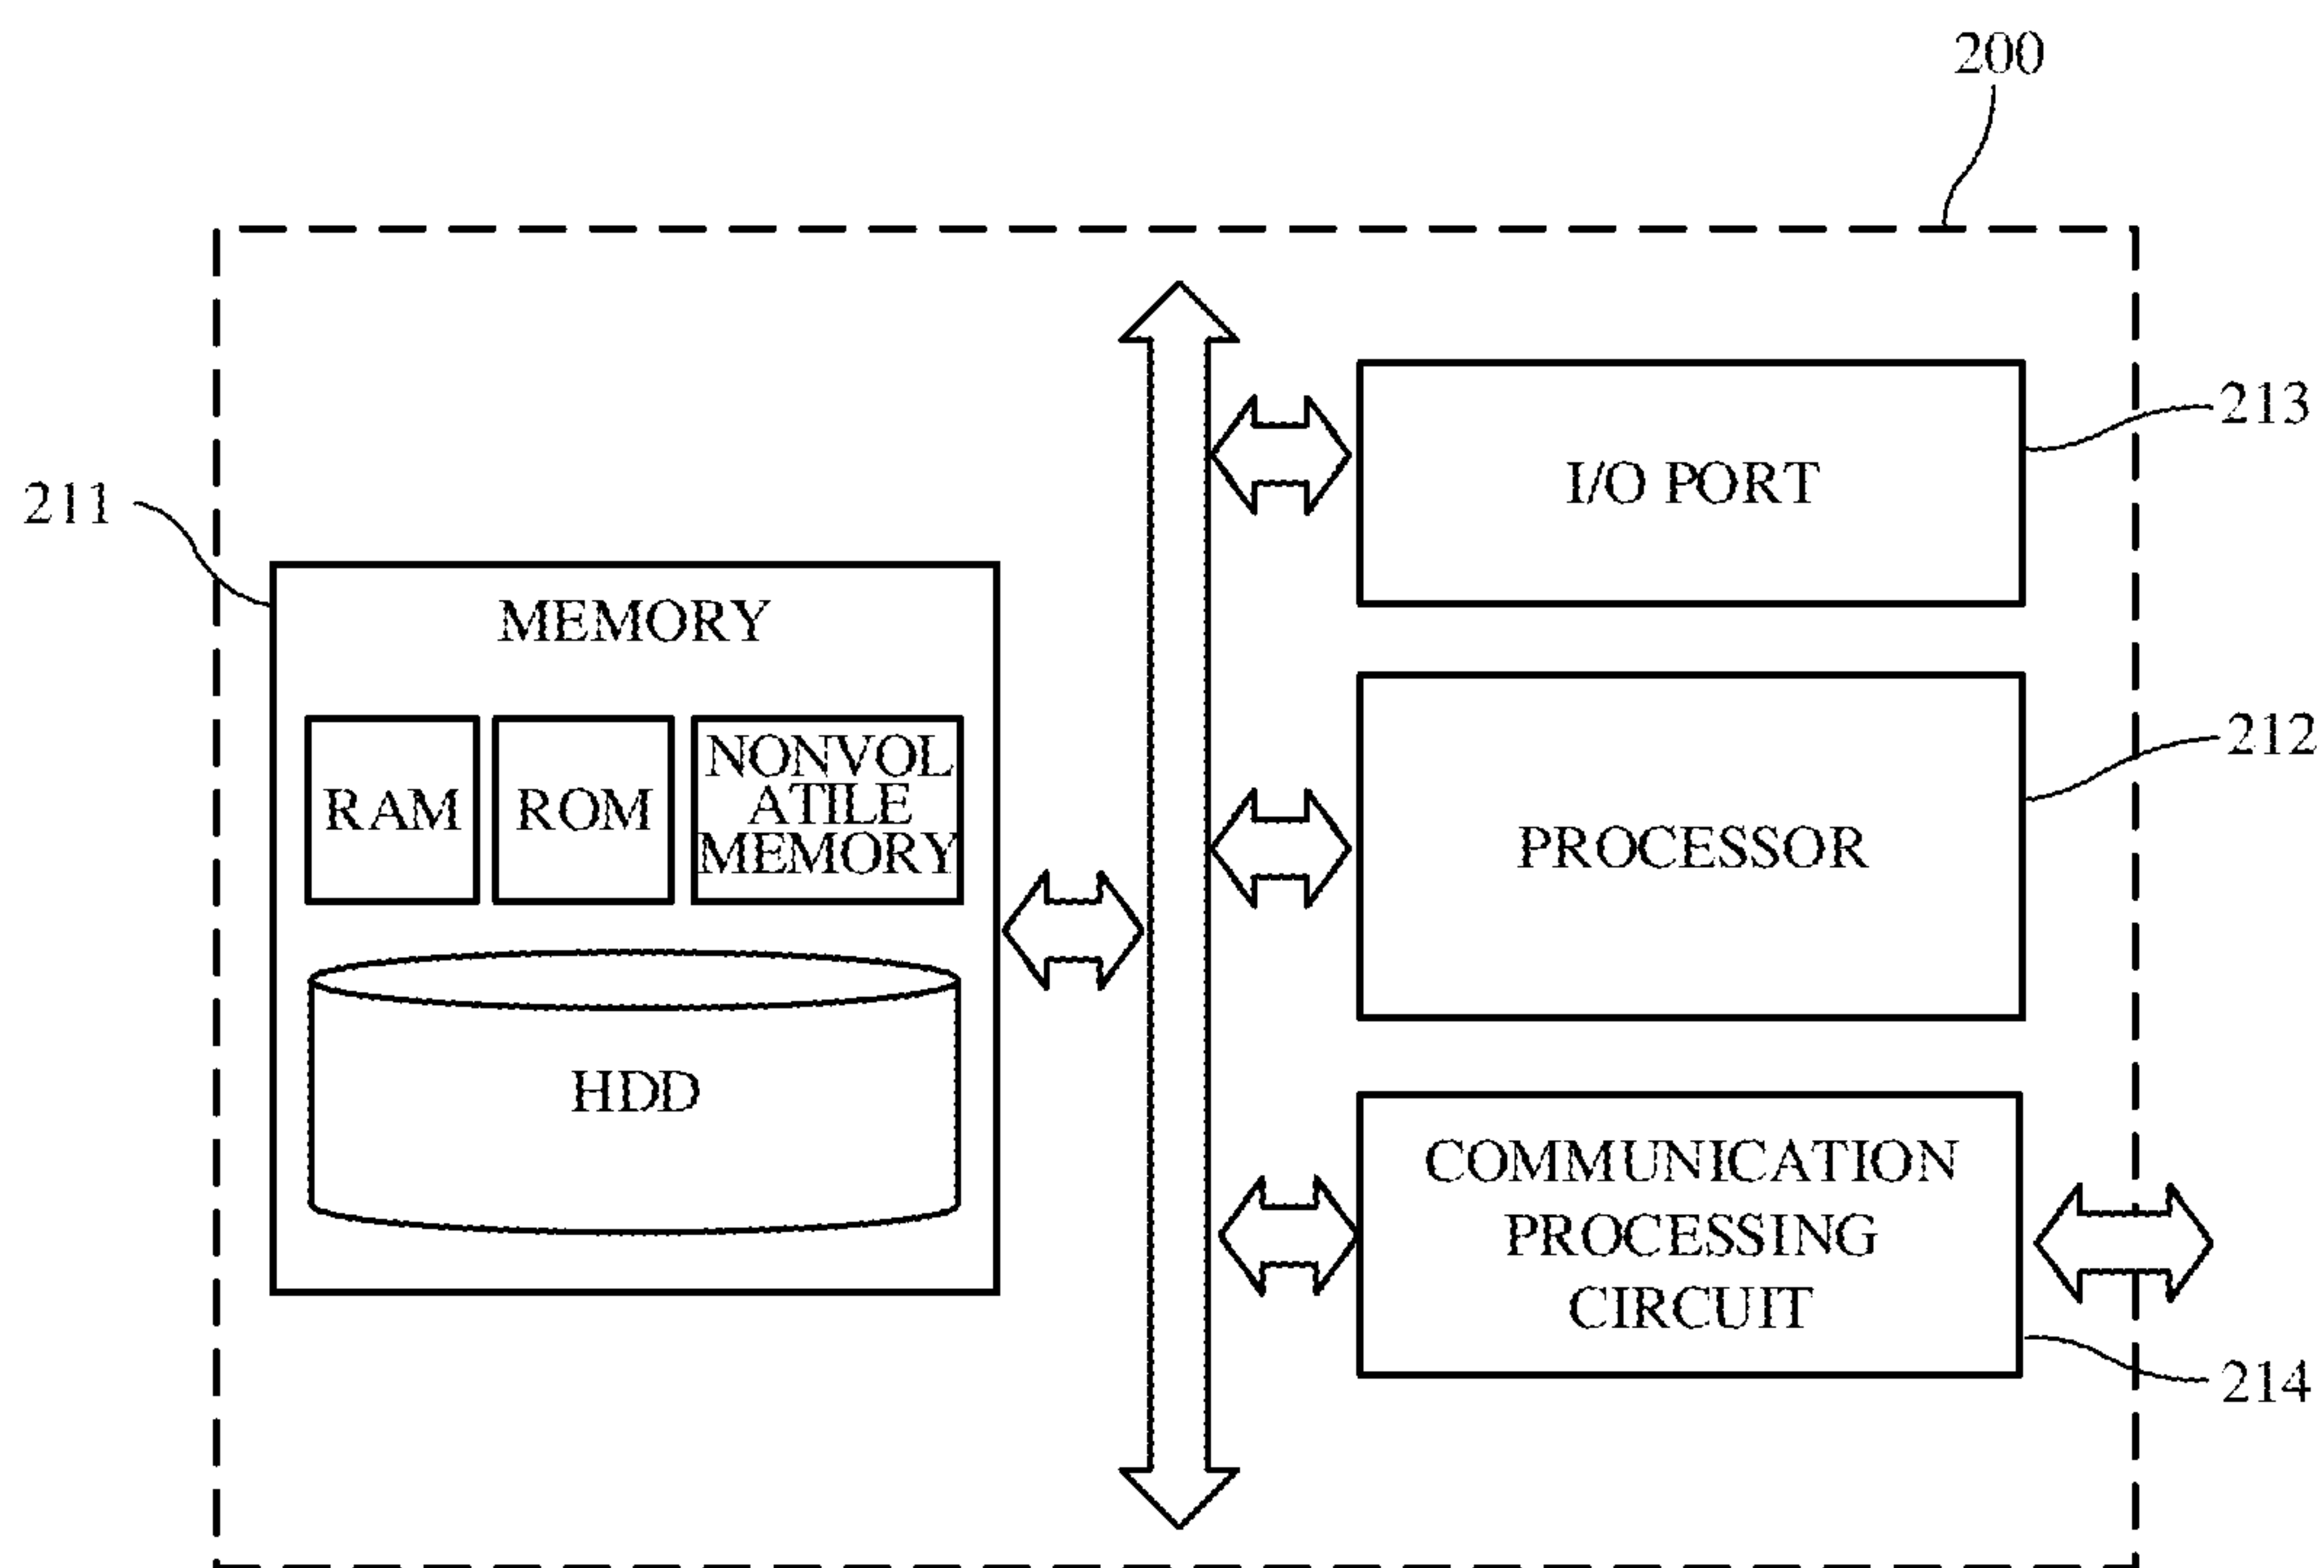 200
213
I/O PORT
211
MEMORY
212
NONVOL
RAM
ROM
ATILE
MEMORY
PROCESSOR
HDD
COMMUNICATION
PROCESSING
CIRCUIT
214